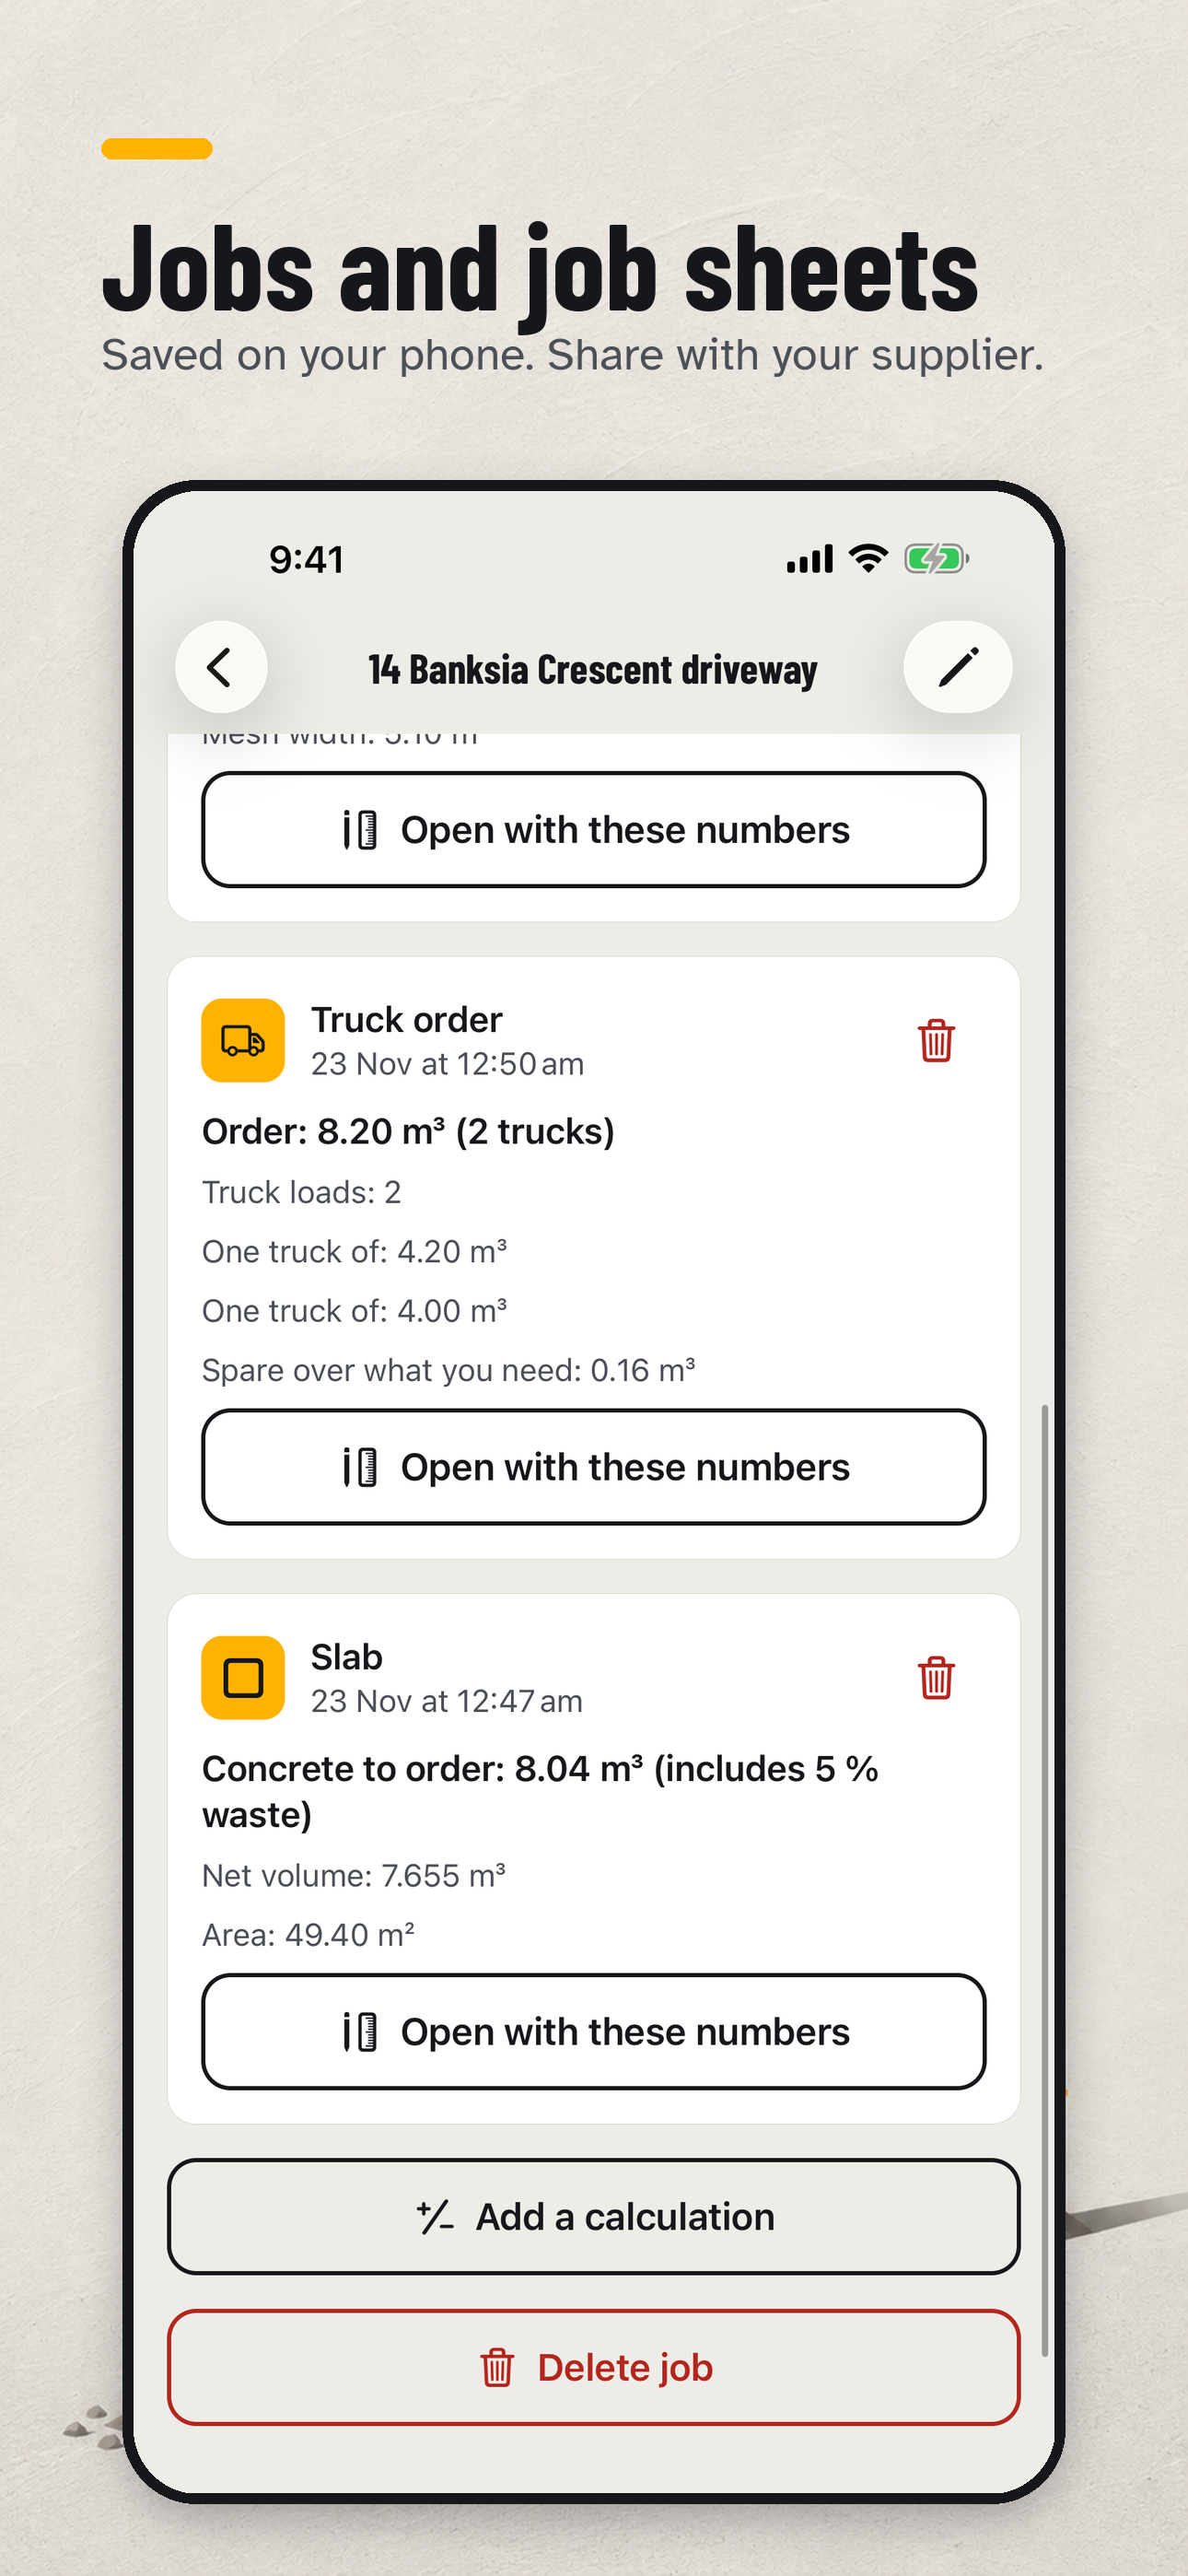 Jobs and job sheets
Saved on your phone. Share with your supplier.
9:41
14 Banksia Crescent driveway
Mesh width: 5.10 m
Open with these numbers
Truck order
23 Nov at 12:50 am
Order: 8.20 m³ (2 trucks)
Truck loads: 2
One truck of: 4.20 m³
One truck of: 4.00 m³
Spare over what you need: 0.16 m³
Open with these numbers
Slab
23 Nov at 12:47 am
Concrete to order: 8.04 m³ (includes 5 %
waste)
Net volume: 7.655 m³
Area: 49.40 m²
Open with these numbers
Add a calculation
Delete job